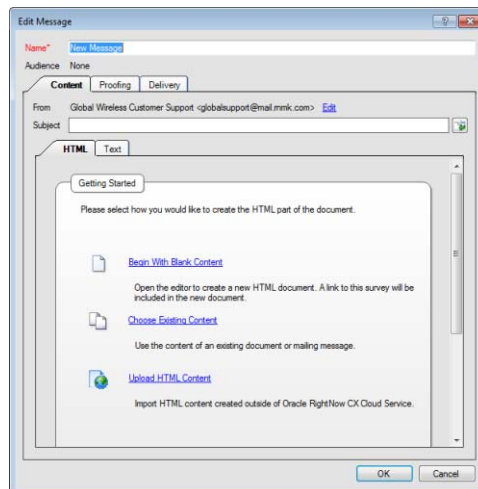 Edit Message
Name* New Message
Audience None
Content Proofing Delivery
From Global Wireless Customer Support <globalsupport@mail.mmk.com> Edit
Subject
HTML Text
Getting Started
Please select how you would like to create the HTML part of the document.
Begin With Blank Content
Open the editor to create a new HTML document. A link to this survey will be
included in the new document.
Choose Existing Content
Use the content of an existing document or mailing message.
Upload HTML Content
Import HTML content created outside of Oracle RightNow CX Cloud Service.
OK Cancel